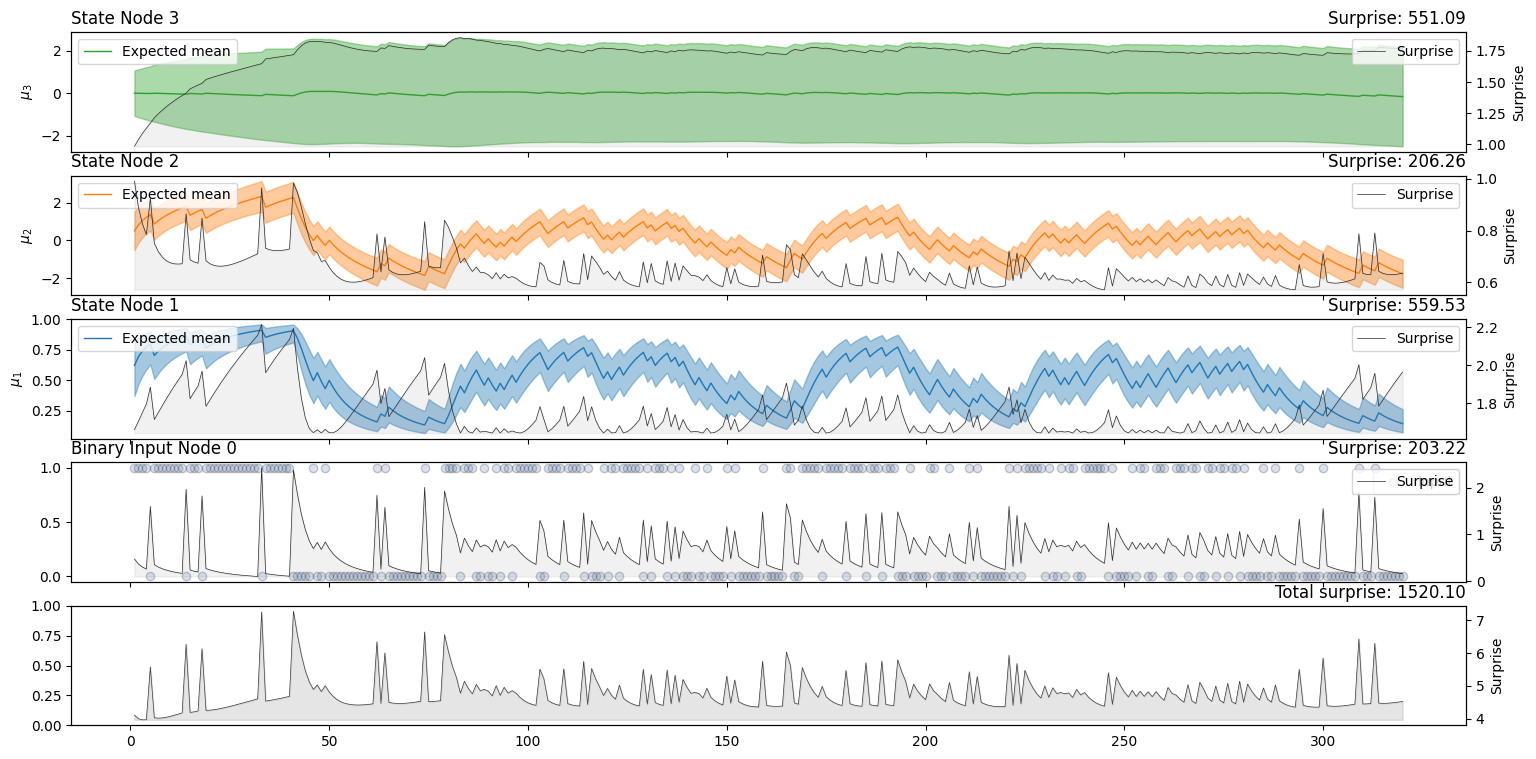 State Node 3 Surprise: 551.09
Expected mean
Surprise
μ3
2
0
−2
1.75
1.50
1.25
1.00
Surprise
State Node 2 Surprise: 206.26
Expected mean
Surprise
μ2
2
0
−2
1.0
0.8
0.6
Surprise
State Node 1 Surprise: 559.53
Expected mean
Surprise
μ1
1.00
0.75
0.50
0.25
2.2
2.0
1.8
Surprise
Binary Input Node 0 Surprise: 203.22
Surprise
1.0
0.5
0.0
2
1
0
Surprise
Total surprise: 1520.10
1.00
0.75
0.50
0.25
0.00
7
6
5
4
Surprise
0 50 100 150 200 250 300